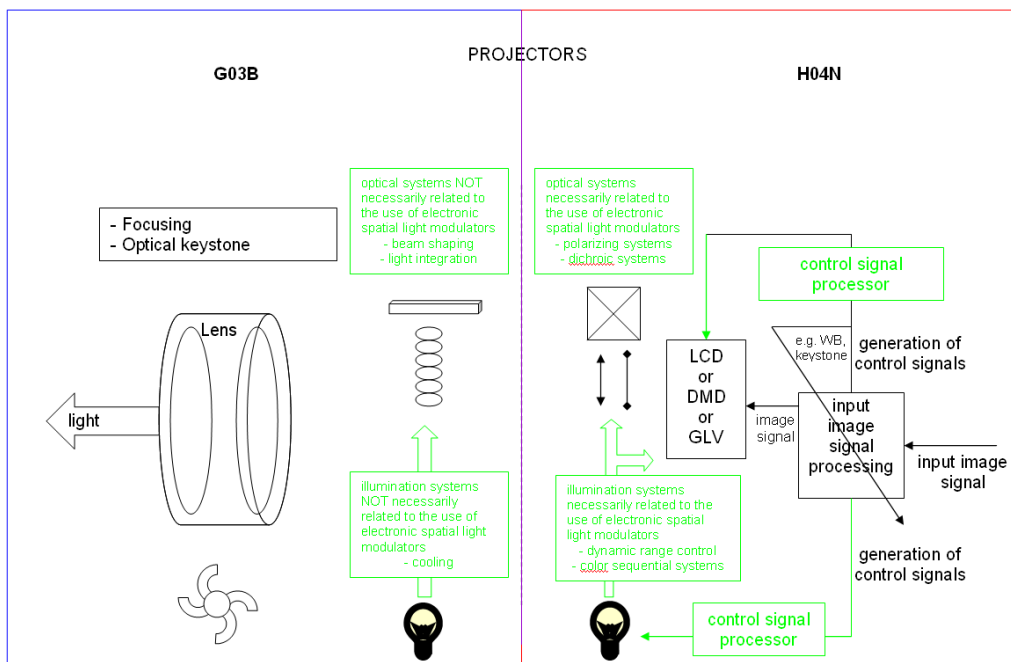 PROJECTORS
G03B
H04N
optical systems NOT
necessarily related to
the use of electronic
spatial light modulators
- beam shaping
- light integration
optical systems
necessarily related to
the use of electronic
spatial light modulators
- polarizing systems
- dichroic systems
- Focusing
- Optical keystone
control signal
processor
Lens
e.g. WB,
keystone
generation of
control signals
LCD
or
DMD
or
GLV
light
image
signal
input
image
signal
processing
input image
signal
illumination systems
NOT necessarily
related to the use of
electronic spatial light
modulators
- cooling
illumination systems
necessarily related to the
use of electronic spatial
light modulators
- dynamic range control
- color sequential systems
generation of
control signals
control signal
processor